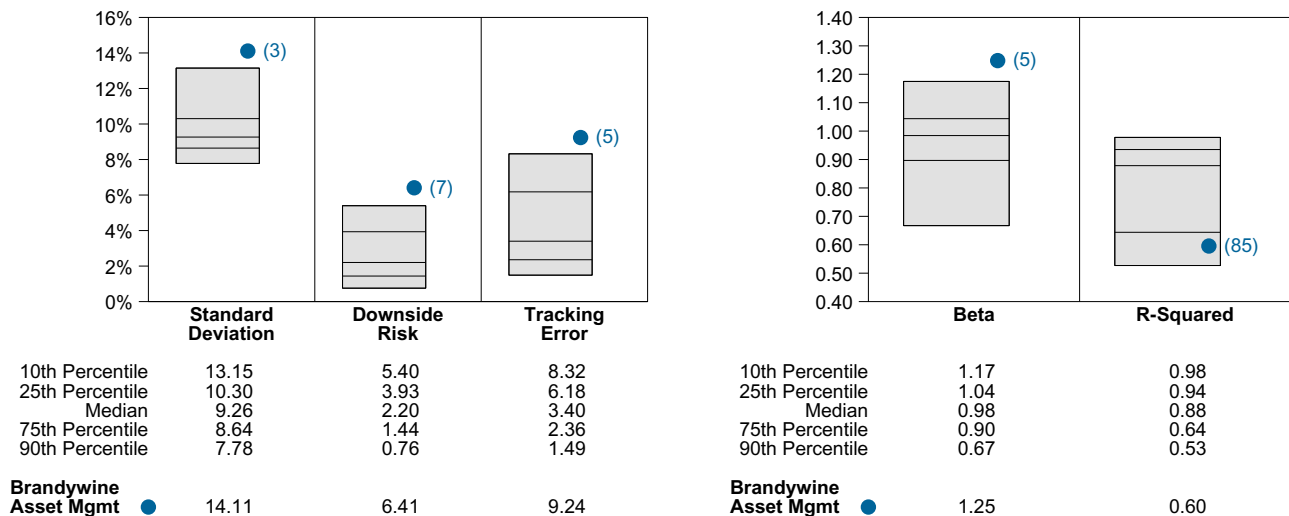 16%
14%
12%
10%
8%
6%
4%
2%
0%
(3)
(7)
(5)
Standard Deviation
Downside Risk
Tracking Error
10th Percentile 13.15 5.40 8.32
25th Percentile 10.30 3.93 6.18
Median 9.26 2.20 3.40
75th Percentile 8.64 1.44 2.36
90th Percentile 7.78 0.76 1.49
Brandywine
Asset Mgmt 14.11 6.41 9.24
1.40
1.30
1.20
1.10
1.00
0.90
0.80
0.70
0.60
0.50
0.40
(5)
(85)
Beta R-Squared
10th Percentile 1.17 0.98
25th Percentile 1.04 0.94
Median 0.98 0.88
75th Percentile 0.90 0.64
90th Percentile 0.67 0.53
Brandywine
Asset Mgmt 1.25 0.60